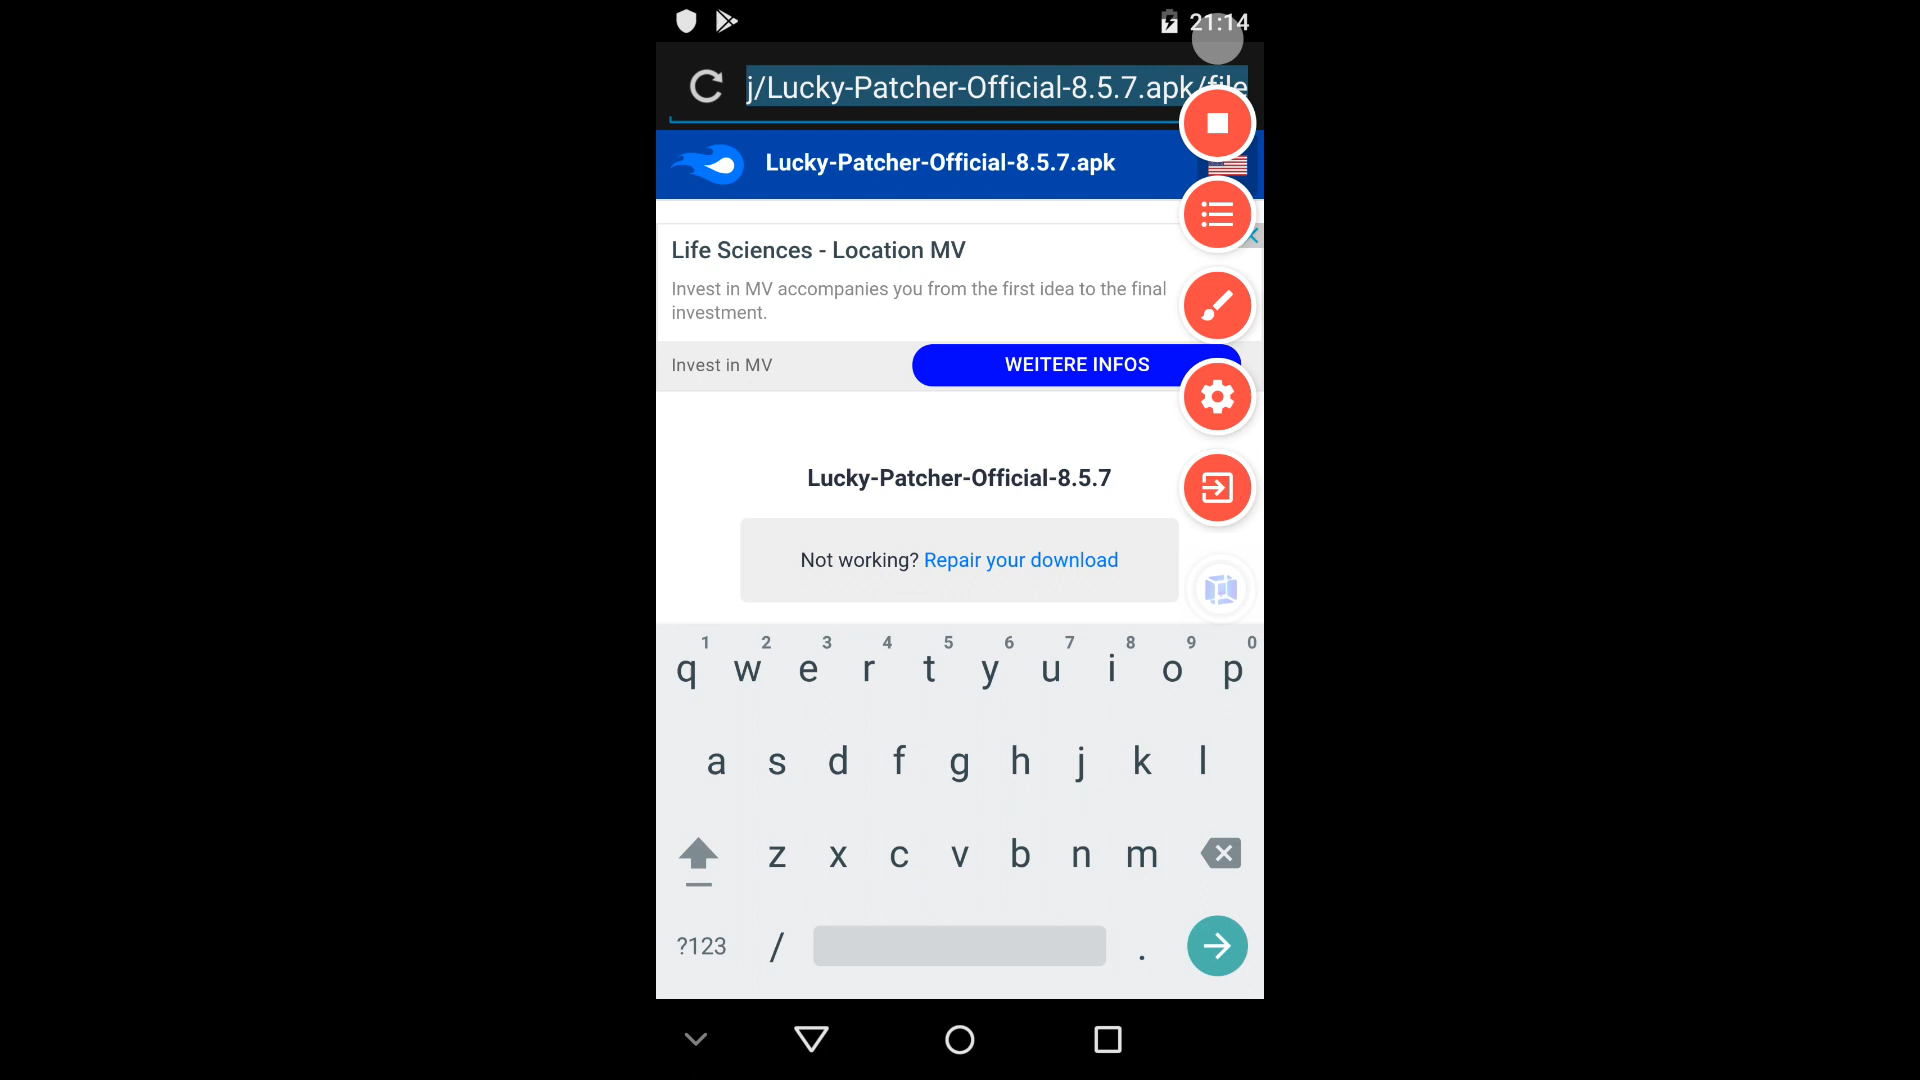 21:14
j/Lucky-Patcher-Official-8.5.7.apk/file
Lucky-Patcher-Official-8.5.7.apk
Life Sciences - Location MV
Invest in MV accompanies you from the first idea to the final
investment.
Invest in MV
WEITERE INFOS
Lucky-Patcher-Official-8.5.7
Not working? Repair your download
1 2 3 4 5 6 7 8 9 0
q w e r t y u i o p
a s d f g h j k l
z x c v b n m
?123 / .